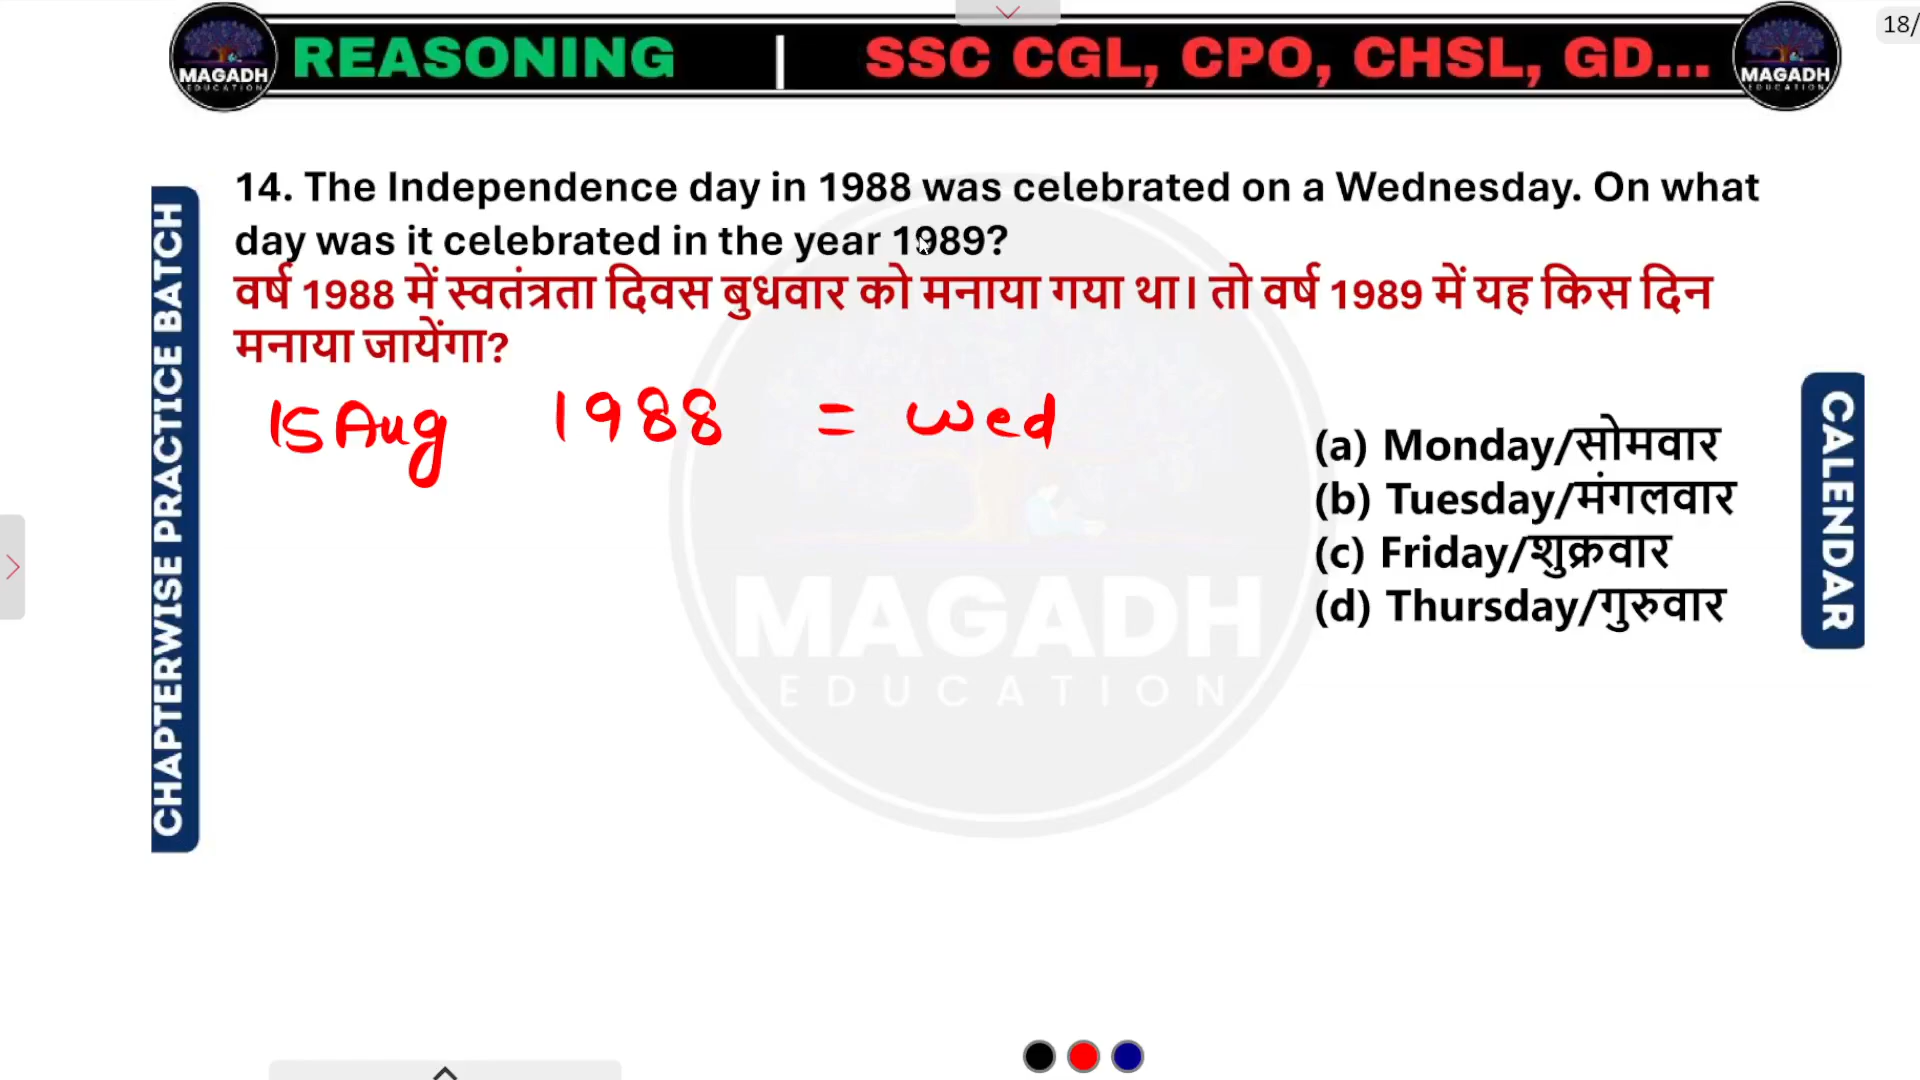 REASONING | SSC CGL, CPO, CHSL, GD...
MAGADH
EDUCATION
MAGADH
EDUCATION
18/
CHAPTERWISE PRACTICE BATCH
14. The Independence day in 1988 was celebrated on a Wednesday. On what
day was it celebrated in the year 1989?
वर्ष 1988 में स्वतंत्रता दिवस बुधवार को मनाया गया था। तो वर्ष 1989 में यह किस दिन
मनाया जायेंगा?
15 Aug 1988 = wed
(a) Monday/सोमवार
(b) Tuesday/मंगलवार
(c) Friday/शुक्रवार
(d) Thursday/गुरुवार
CALENDAR
MAGADH
EDUCATION